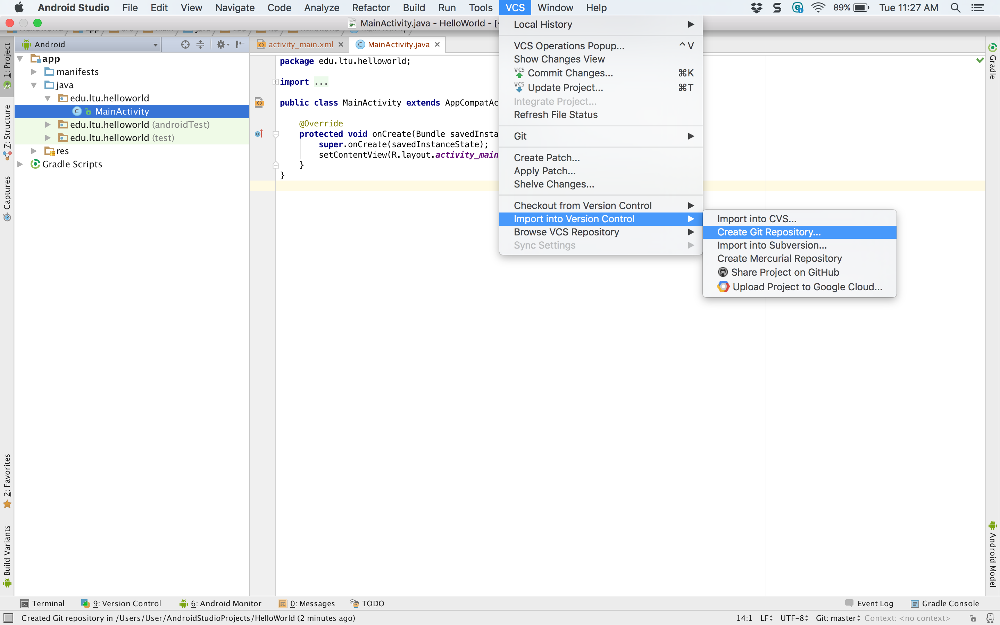 Android Studio File Edit View Navigate Code Analyze Refactor Build Run Tools VCS Window Help 89% Tue 11:27 AM
MainActivity.java - HelloWorld - [
Android
activity_main.xml
MainActivity.java
1: Project
7: Structure
Captures
2: Favorites
Build Variants
app
manifests
java
edu.ltu.helloworld
MainActivity
edu.ltu.helloworld (androidTest)
edu.ltu.helloworld (test)
res
Gradle Scripts
package edu.ltu.helloworld;
import ...
public class MainActivity extends AppCompatAc
@Override
protected void onCreate(Bundle savedInsta
super.onCreate(savedInstanceState);
setContentView(R.layout.activity_main
}
}
Local History
VCS Operations Popup... ^V
Show Changes View
VCS Commit Changes... ⌘K
VCS Update Project... ⌘T
Integrate Project...
Refresh File Status
Git
Create Patch...
Apply Patch...
Shelve Changes...
Checkout from Version Control
Import into Version Control
Browse VCS Repository
Sync Settings
Import into CVS...
Create Git Repository...
Import into Subversion...
Create Mercurial Repository
Share Project on GitHub
Upload Project to Google Cloud...
Gradle
Android Model
Terminal 9: Version Control 6: Android Monitor 0: Messages TODO Event Log Gradle Console
Created Git repository in /Users/User/AndroidStudioProjects/HelloWorld (2 minutes ago) 14:1 LF UTF-8 Git: master Context: <no context>